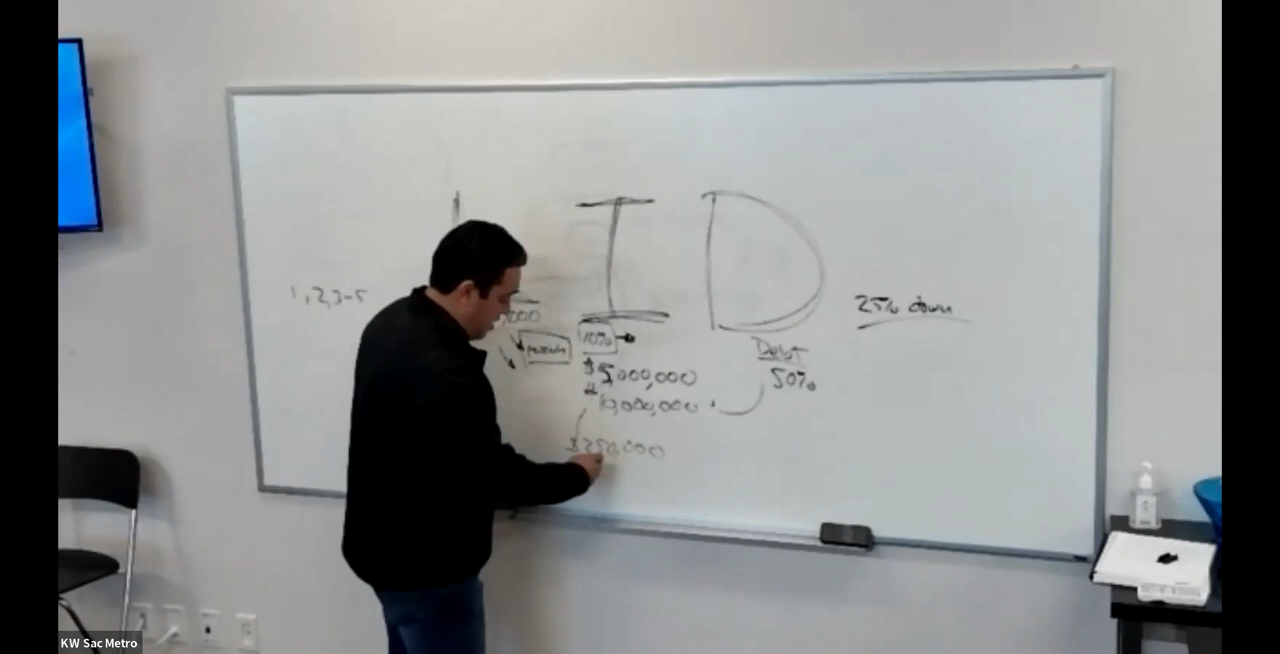 I D
1, 2, 3-5
,000
10%
25% down
$5,000,000
Debt
50%
10,000,000
$250,000
KW Sac Metro